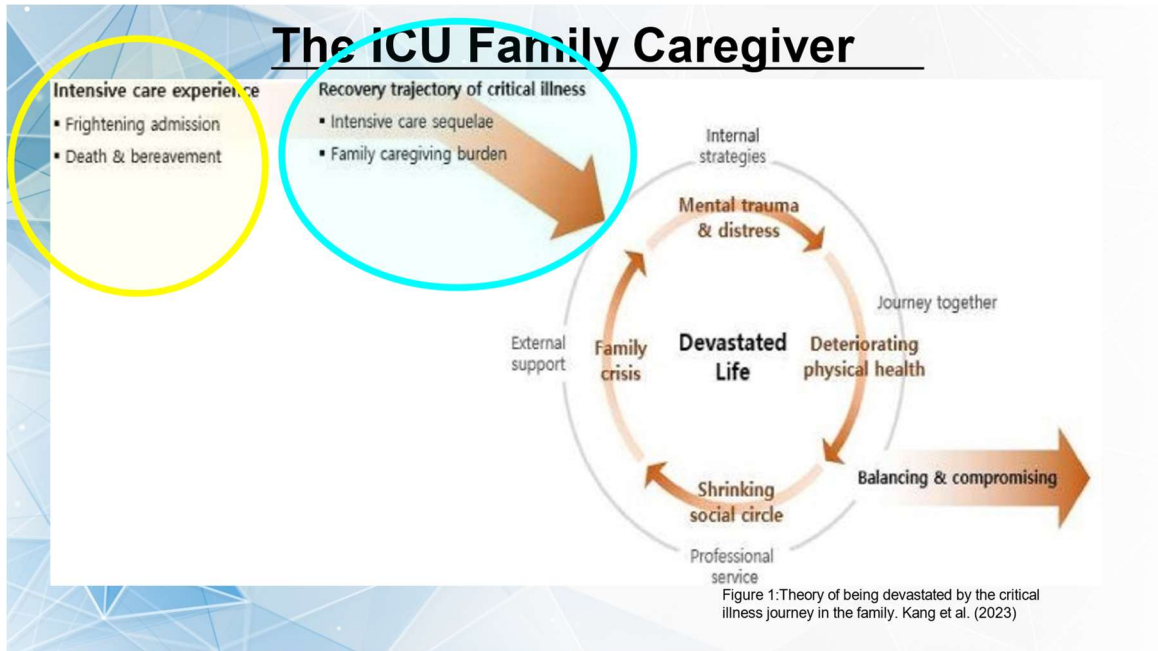 The ICU Family Caregiver
Intensive care experience
▪ Frightening admission
▪ Death & bereavement
Recovery trajectory of critical illness
▪ Intensive care sequelae
▪ Family caregiving burden
Internal
strategies
Mental trauma
& distress
Journey together
External
support
Family
crisis
Devastated
Life
Deteriorating
physical health
Balancing & compromising
Shrinking
social circle
Professional
service
Figure 1:Theory of being devastated by the critical
illness journey in the family. Kang et al. (2023)